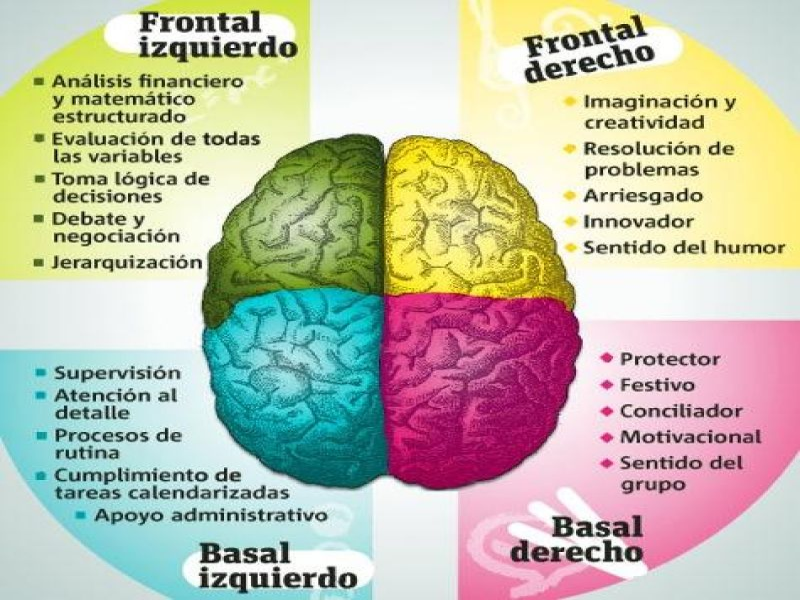 Frontal
izquierdo
Análisis financiero
y matemático
estructurado
Evaluación de todas
las variables
Toma lógica de
decisiones
Debate y
negociación
Jerarquización
Frontal
derecho
Imaginación y
creatividad
Resolución de
problemas
Arriesgado
Innovador
Sentido del humor
Supervisión
Atención al
detalle
Procesos de
rutina
Cumplimiento de
tareas calendarizadas
Apoyo administrativo
Basal
izquierdo
Protector
Festivo
Conciliador
Motivacional
Sentido del
grupo
Basal
derecho